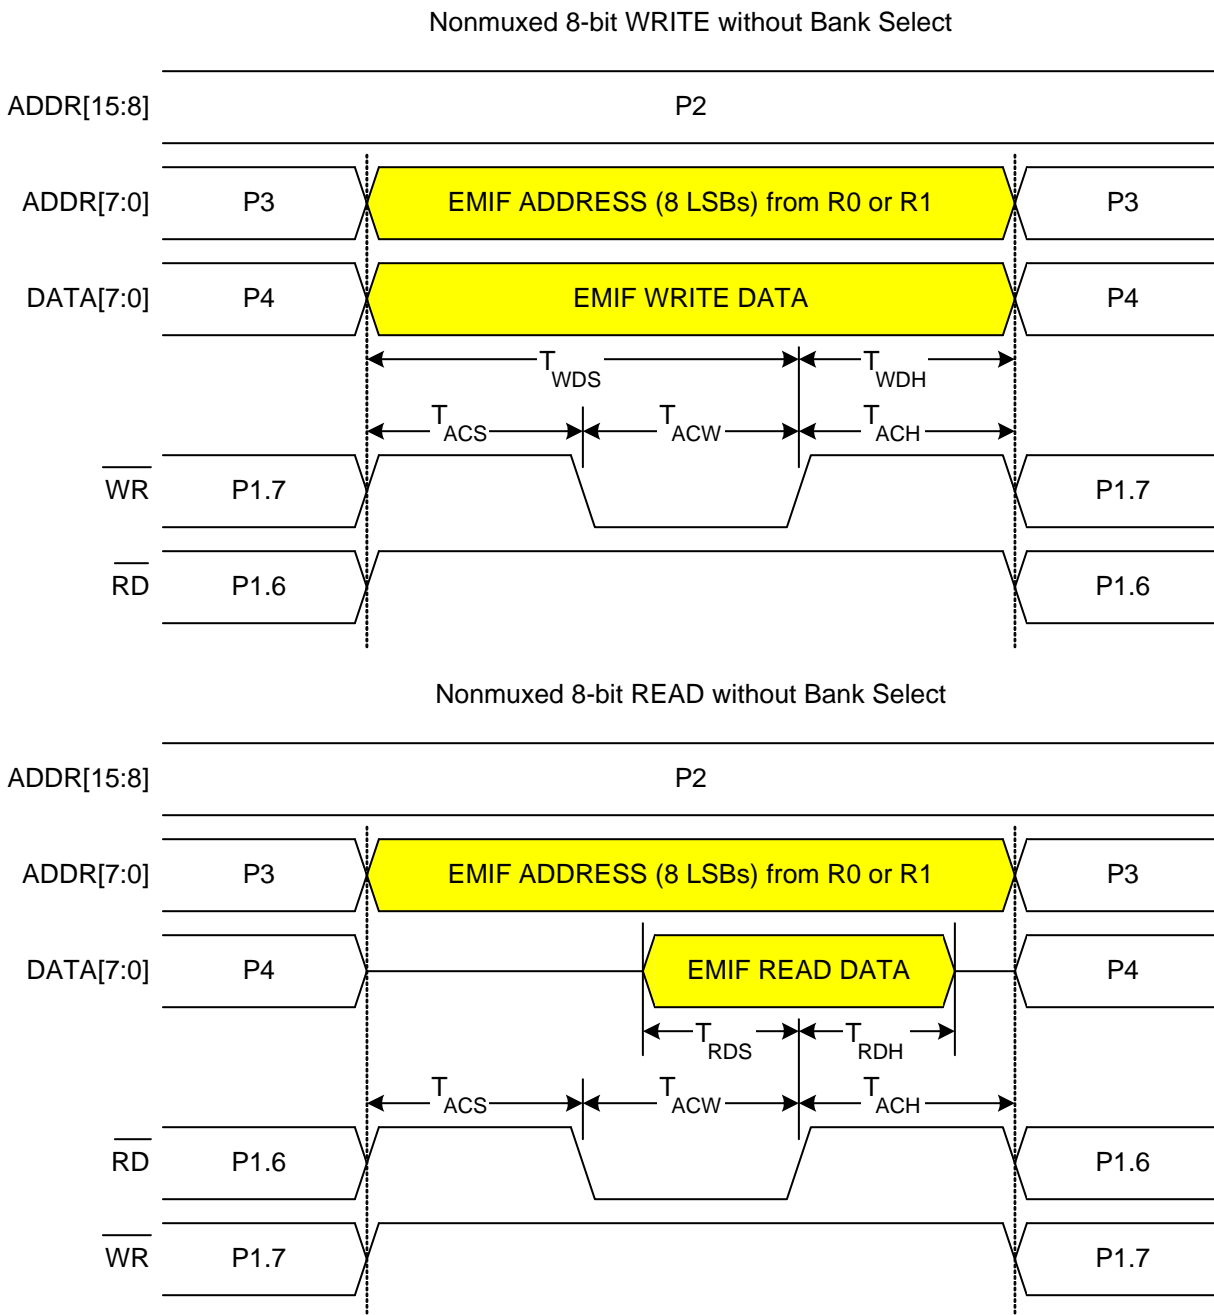 Nonmuxed 8-bit WRITE without Bank Select
ADDR[15:8] P2
ADDR[7:0] P3 EMIF ADDRESS (8 LSBs) from R0 or R1 P3
DATA[7:0] P4 EMIF WRITE DATA P4
TWDS TWDH
TACS TACW TACH
WR P1.7 P1.7
RD P1.6 P1.6
Nonmuxed 8-bit READ without Bank Select
ADDR[15:8] P2
ADDR[7:0] P3 EMIF ADDRESS (8 LSBs) from R0 or R1 P3
DATA[7:0] P4 EMIF READ DATA P4
TRDS TRDH
TACS TACW TACH
RD P1.6 P1.6
WR P1.7 P1.7